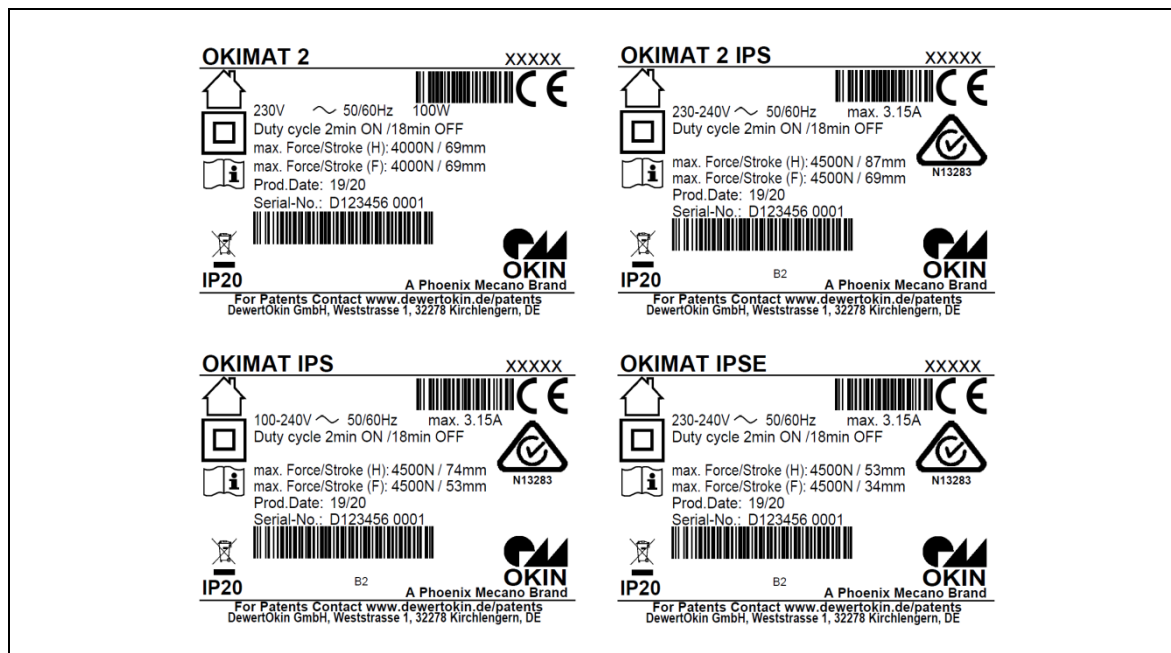 OKIMAT 2 XXXXX
CE
230V ~ 50/60Hz 100W
Duty cycle 2min ON /18min OFF
max. Force/Stroke (H): 4000N / 69mm
i
max. Force/Stroke (F): 4000N / 69mm
Prod.Date: 19/20
Serial-No.: D123456 0001
OKIN
IP20
A Phoenix Mecano Brand
For Patents Contact www.dewertokin.de/patents
DewertOkin GmbH, Weststrasse 1, 32278 Kirchlengern, DE
OKIMAT 2 IPS XXXXX
CE
230-240V ~ 50/60Hz max. 3.15A
Duty cycle 2min ON /18min OFF
max. Force/Stroke (H): 4500N / 87mm
i
N13283
max. Force/Stroke (F): 4500N / 69mm
Prod.Date: 19/20
Serial-No.: D123456 0001
OKIN
IP20
B2
A Phoenix Mecano Brand
For Patents Contact www.dewertokin.de/patents
DewertOkin GmbH, Weststrasse 1, 32278 Kirchlengern, DE
OKIMAT IPS XXXXX
CE
100-240V ~ 50/60Hz max. 3.15A
Duty cycle 2min ON /18min OFF
max. Force/Stroke (H): 4500N / 74mm
i
N13283
max. Force/Stroke (F): 4500N / 53mm
Prod.Date: 19/20
Serial-No.: D123456 0001
OKIN
IP20
B2
A Phoenix Mecano Brand
For Patents Contact www.dewertokin.de/patents
DewertOkin GmbH, Weststrasse 1, 32278 Kirchlengern, DE
OKIMAT IPSE XXXXX
CE
230-240V ~ 50/60Hz max. 3.15A
Duty cycle 2min ON /18min OFF
max. Force/Stroke (H): 4500N / 53mm
i
N13283
max. Force/Stroke (F): 4500N / 34mm
Prod.Date: 19/20
Serial-No.: D123456 0001
OKIN
IP20
B2
A Phoenix Mecano Brand
For Patents Contact www.dewertokin.de/patents
DewertOkin GmbH, Weststrasse 1, 32278 Kirchlengern, DE